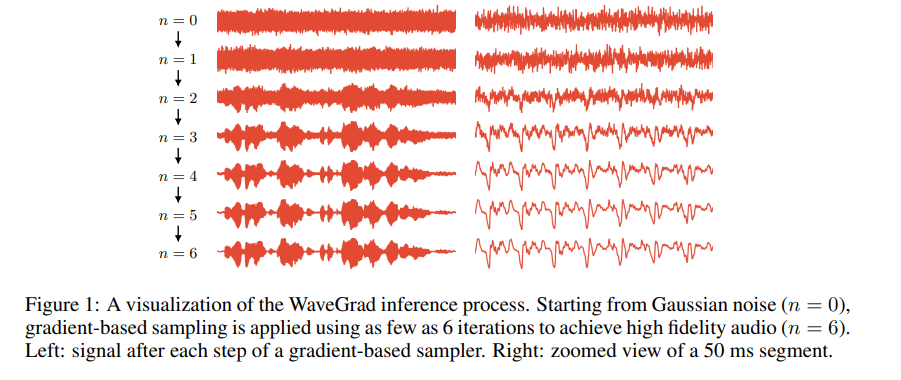 n = 0
n = 1
n = 2
n = 3
n = 4
n = 5
n = 6
Figure 1: A visualization of the WaveGrad inference process. Starting from Gaussian noise (n = 0),
gradient-based sampling is applied using as few as 6 iterations to achieve high fidelity audio (n = 6).
Left: signal after each step of a gradient-based sampler. Right: zoomed view of a 50 ms segment.